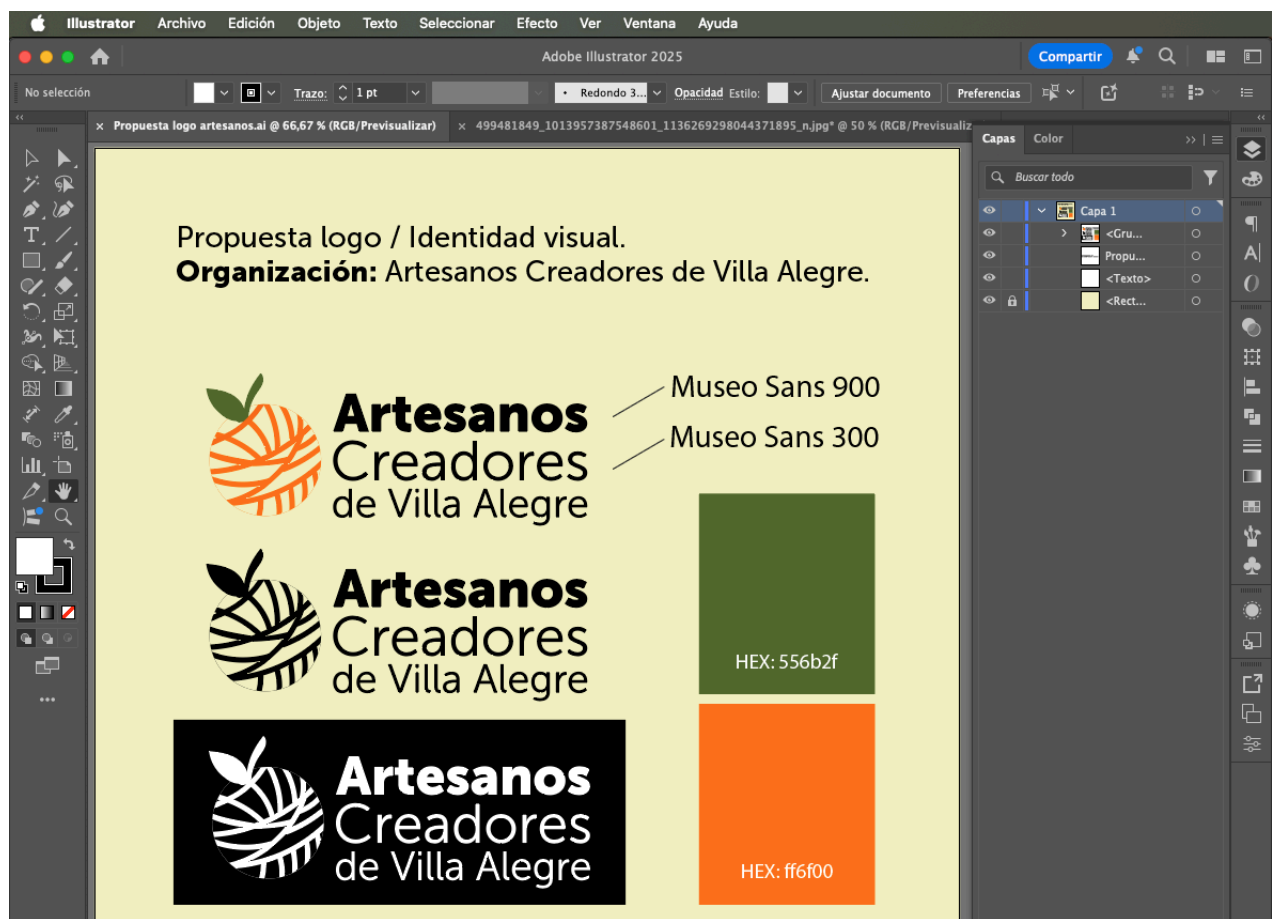 Illustrator Archivo Edición Objeto Texto Seleccionar Efecto Ver Ventana Ayuda
Adobe Illustrator 2025
Compartir
No selección
Trazo:
1 pt
Redondo 3...
Opacidad
Estilo:
Ajustar documento
Preferencias
× Propuesta logo artesanos.ai @ 66,67 % (RGB/Previsualizar)
× 499481849_1013957387548601_1136269298044371895_n.jpg* @ 50 % (RGB/Previsualiz
Capas
Color
Buscar todo
Capa 1
<Gru...
Propu...
<Texto>
<Rect...
Propuesta logo / Identidad visual.
Organización: Artesanos Creadores de Villa Alegre.
Artesanos
Creadores
de Villa Alegre
Museo Sans 900
Museo Sans 300
Artesanos
Creadores
de Villa Alegre
HEX: 556b2f
Artesanos
Creadores
de Villa Alegre
HEX: ff6f00